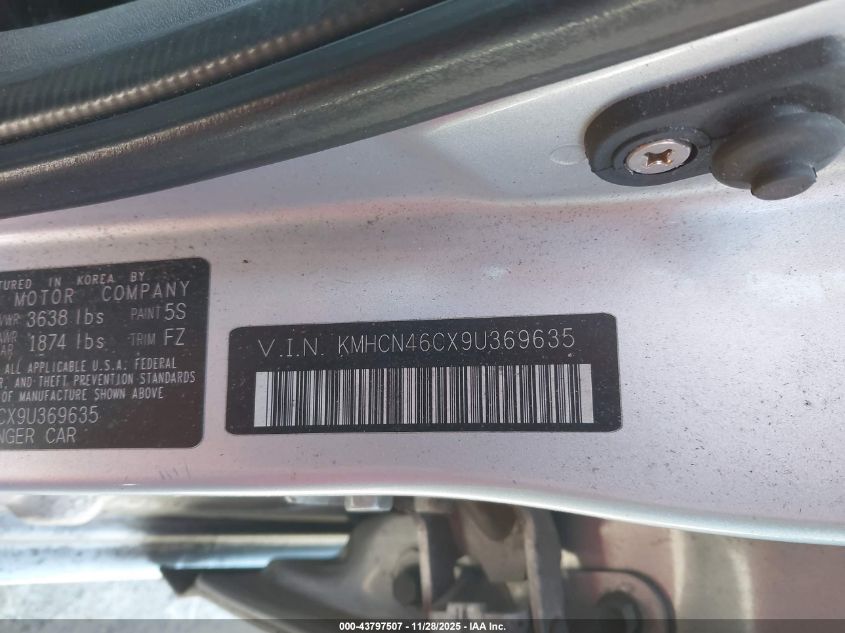 TURED IN KOREA BY
MOTOR COMPANY
VWR 3638 lbs PAINT 5S
1874 lbs TRIM FZ
ALL APPLICABLE U.S.A. FEDERAL
R, AND THEFT PREVENTION STANDARDS
OF MANUFACTURE SHOWN ABOVE
CX9U369635
NGER CAR
V.I.N. KMHCN46CX9U369635
000-43797507 - 11/28/2025 - IAA Inc.